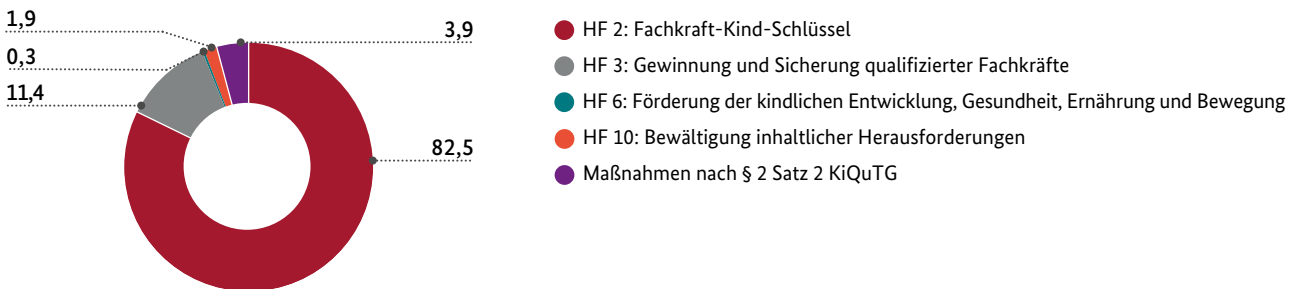 1,9
0,3
11,4
3,9
82,5
HF 2: Fachkraft-Kind-Schlüssel
HF 3: Gewinnung und Sicherung qualifizierter Fachkräfte
HF 6: Förderung der kindlichen Entwicklung, Gesundheit, Ernährung und Bewegung
HF 10: Bewältigung inhaltlicher Herausforderungen
Maßnahmen nach § 2 Satz 2 KiQuTG